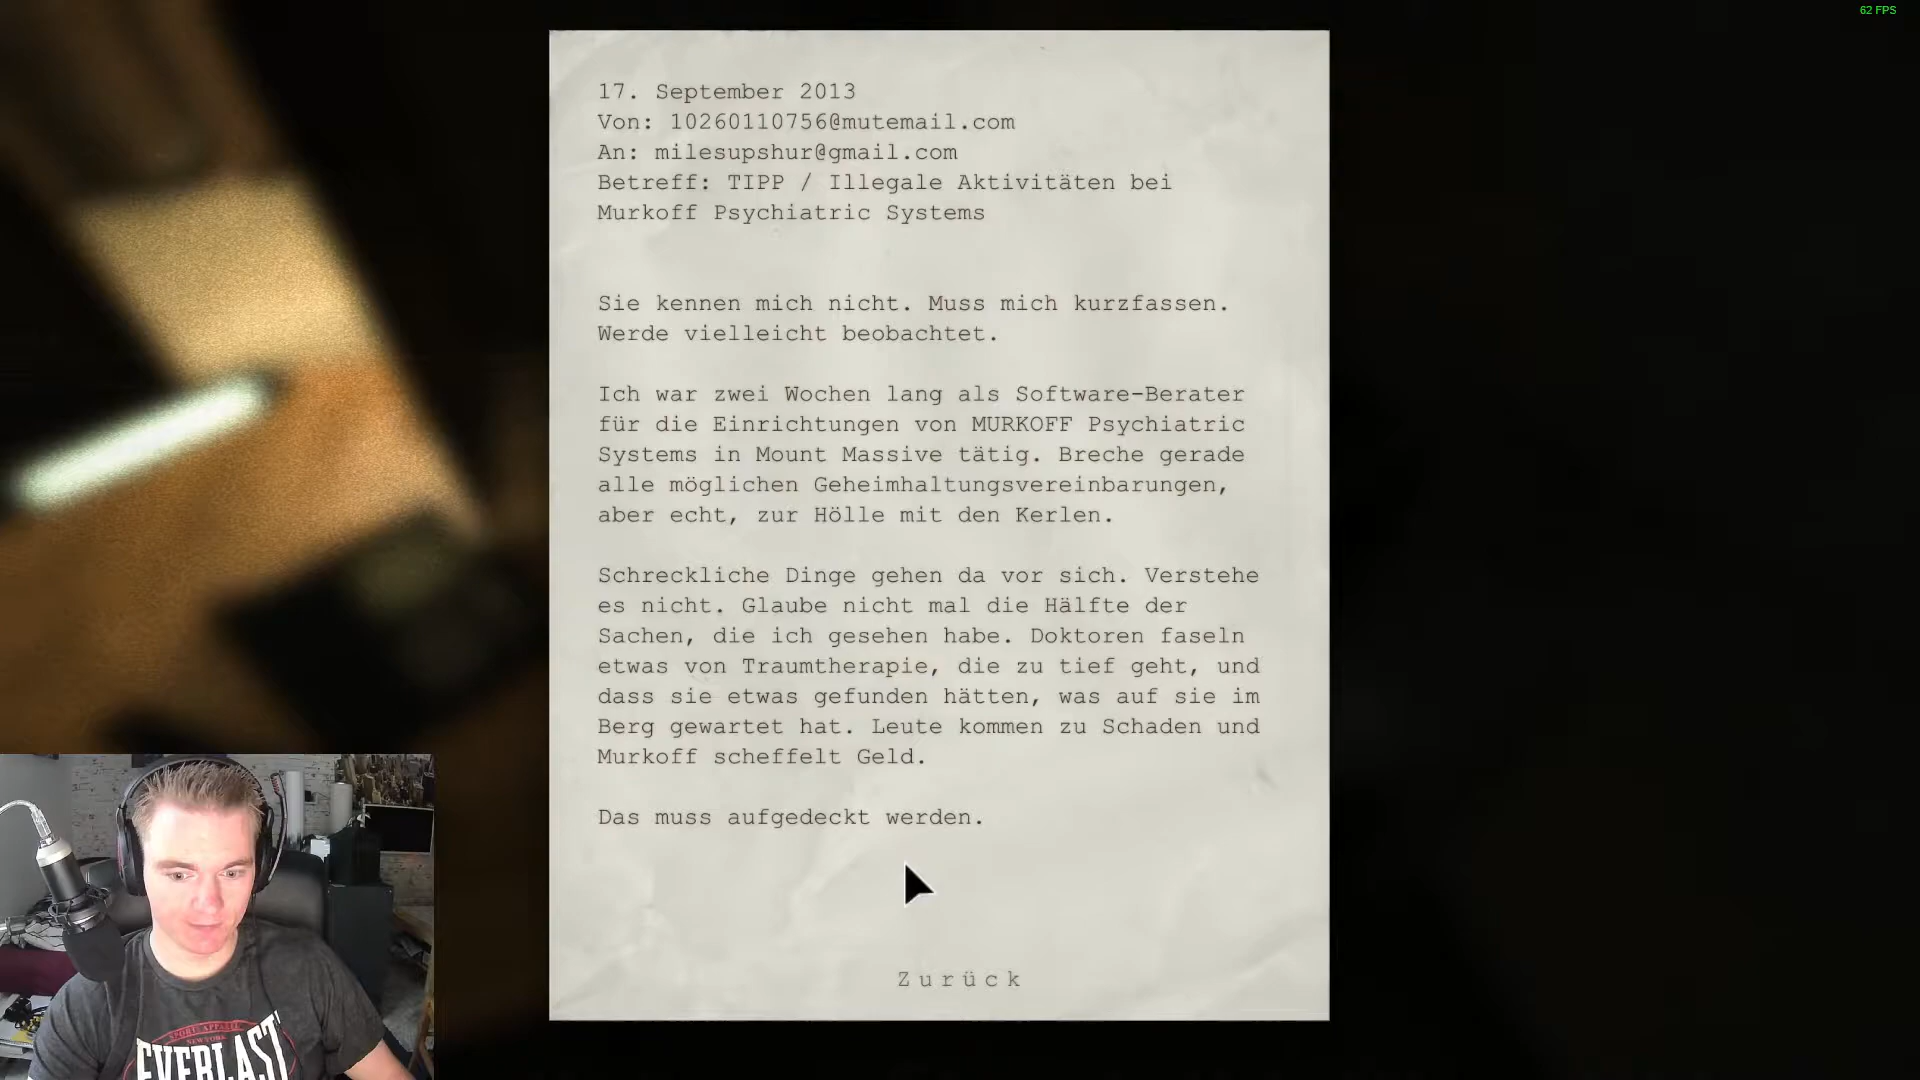 62 FPS
17. September 2013
Von: 10260110756@mutemail.com
An: milesupshur@gmail.com
Betreff: TIPP / Illegale Aktivitäten bei
Murkoff Psychiatric Systems
Sie kennen mich nicht. Muss mich kurzfassen.
Werde vielleicht beobachtet.
Ich war zwei Wochen lang als Software-Berater
für die Einrichtungen von MURKOFF Psychiatric
Systems in Mount Massive tätig. Breche gerade
alle möglichen Geheimhaltungsvereinbarungen,
aber echt, zur Hölle mit den Kerlen.
Schreckliche Dinge gehen da vor sich. Verstehe
es nicht. Glaube nicht mal die Hälfte der
Sachen, die ich gesehen habe. Doktoren faseln
etwas von Traumtherapie, die zu tief geht, und
dass sie etwas gefunden hätten, was auf sie im
Berg gewartet hat. Leute kommen zu Schaden und
Murkoff scheffelt Geld.
Das muss aufgedeckt werden.
Zurück
SPORTS APPAREL
NEW YORK
EVERLAST